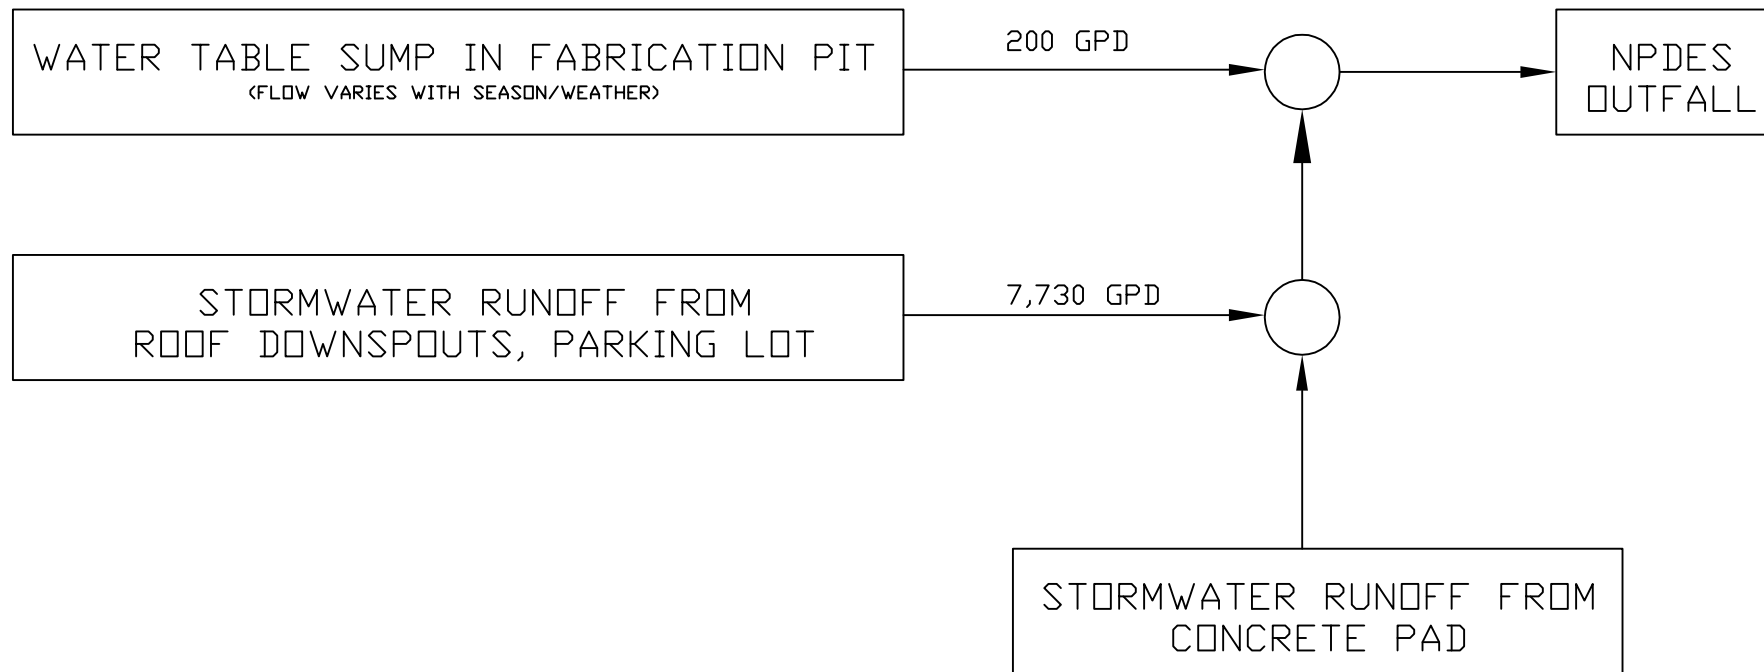 WATER TABLE SUMP IN FABRICATION PIT
(FLOW VARIES WITH SEASON/WEATHER)
200 GPD
NPDES
OUTFALL
STORMWATER RUNOFF FROM
ROOF DOWNSPOUTS, PARKING LOT
7,730 GPD
STORMWATER RUNOFF FROM
CONCRETE PAD